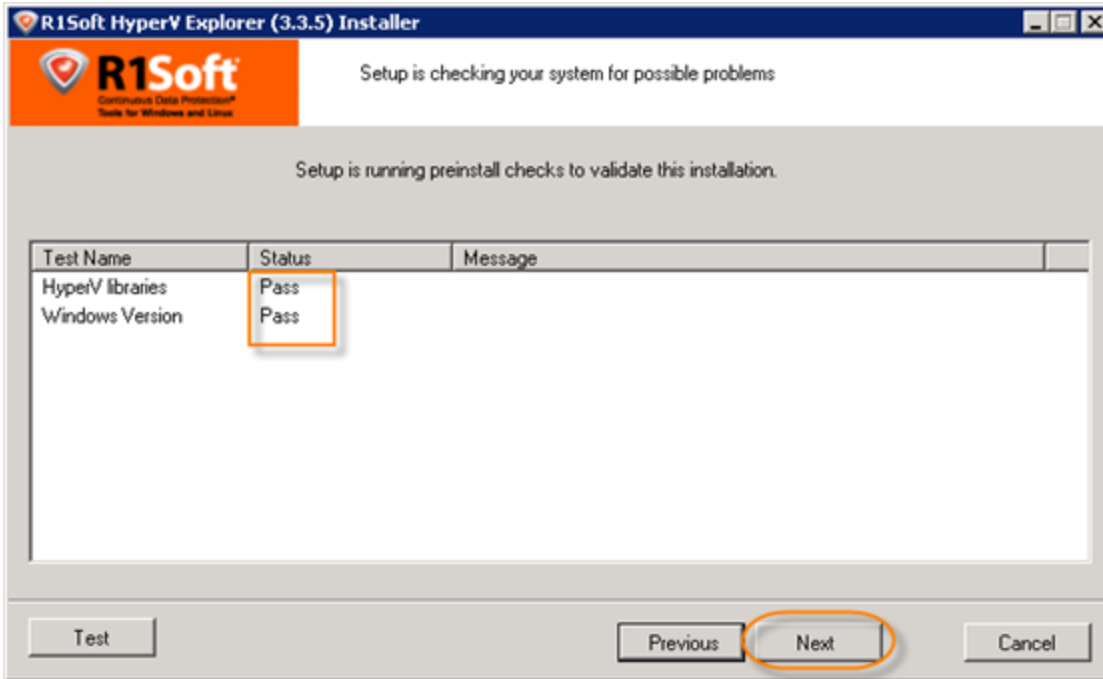 R1Soft HyperV Explorer (3.3.5) Installer
R1Soft
Continuous Data Protection®
Tools for Windows and Linux
Setup is checking your system for possible problems
Setup is running preinstall checks to validate this installation.
Test Name Status Message
HyperV libraries Pass
Windows Version Pass
Test Previous Next Cancel